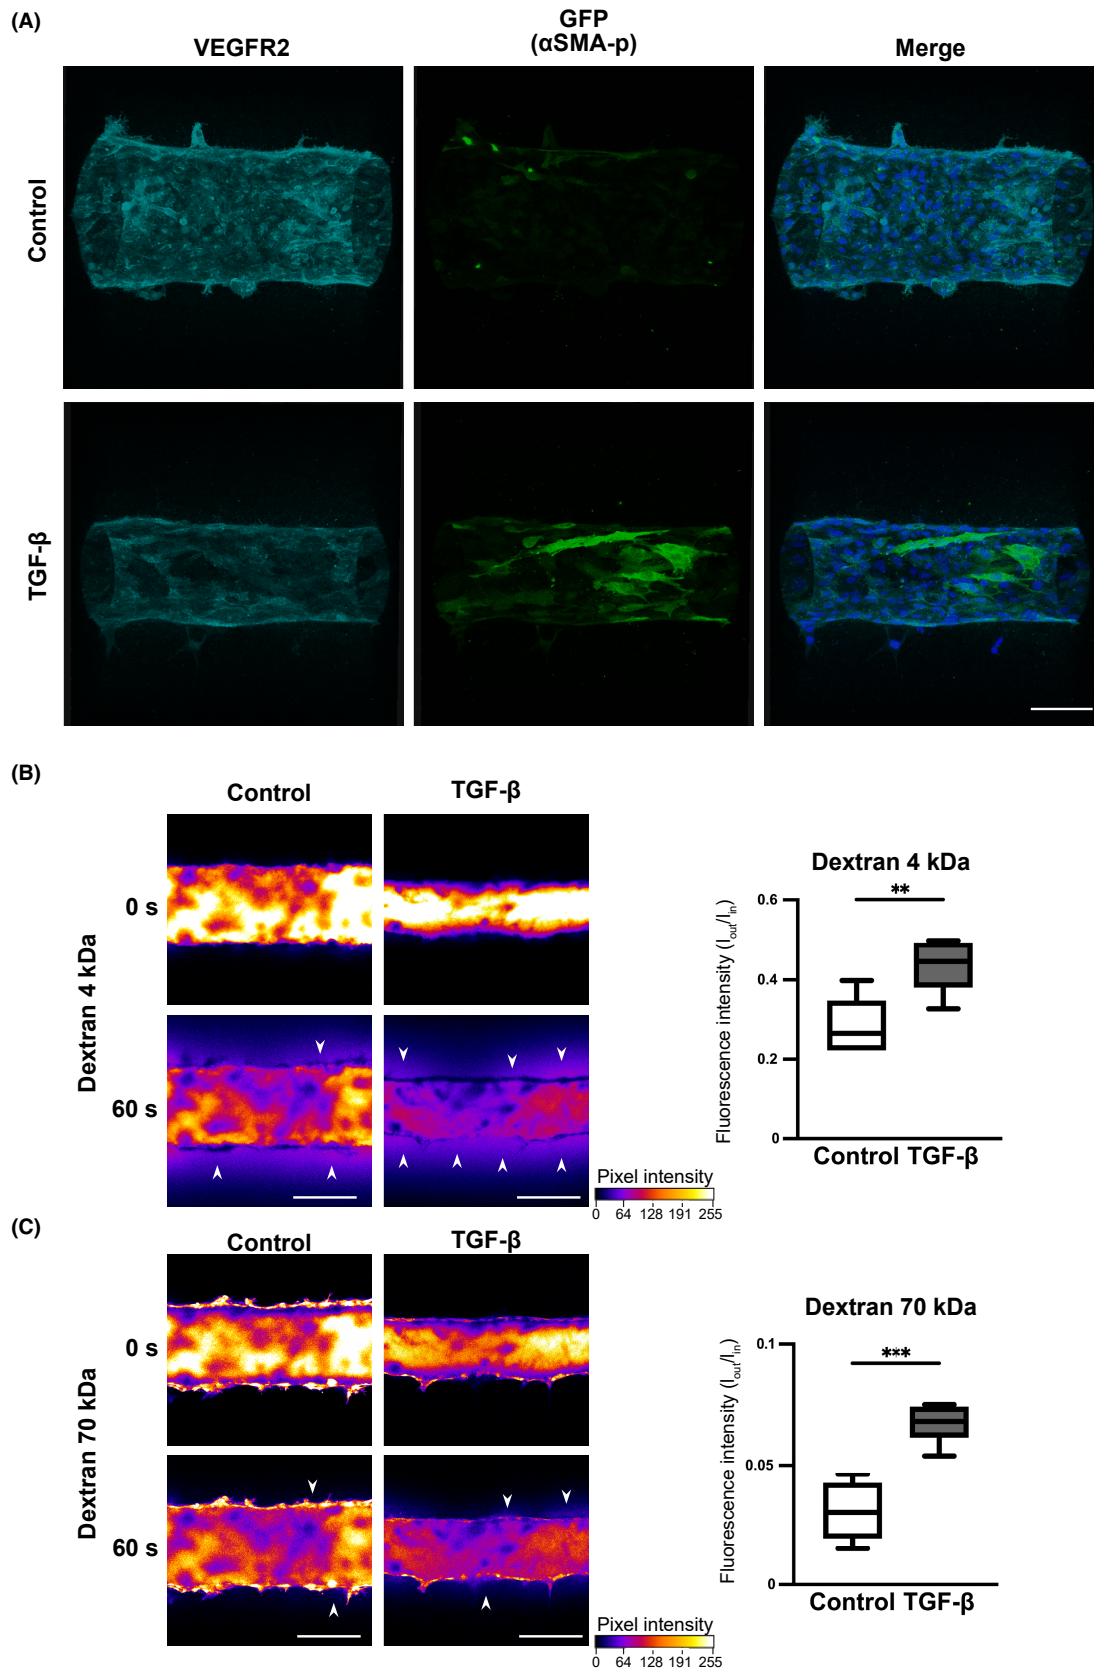 (A)
VEGFR2
GFP
(αSMA-p)
Merge
Control
TGF-β
(B)
Control
TGF-β
Dextran 4 kDa
0 s
60 s
Pixel intensity
0 64 128 191 255
Dextran 4 kDa
**
Fluorescence intensity (Iout/Iin)
0.6
0.4
0.2
0
Control TGF-β
(C)
Control
TGF-β
Dextran 70 kDa
0 s
60 s
Pixel intensity
0 64 128 191 255
Dextran 70 kDa
***
Fluorescence intensity (Iout/Iin)
0.1
0.05
0
Control TGF-β